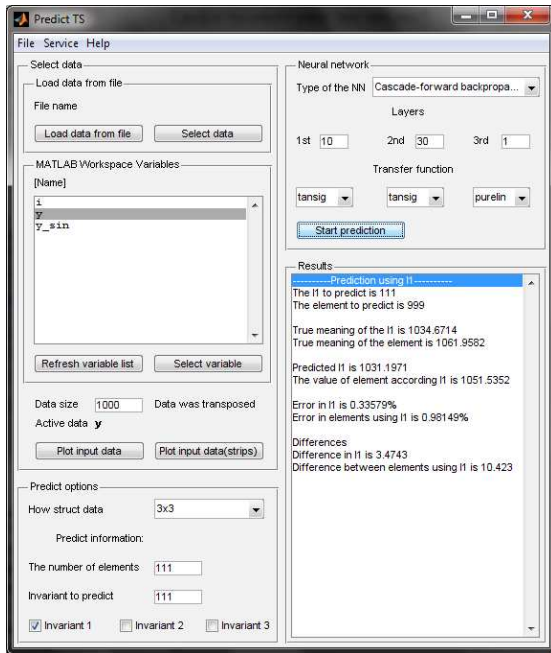 Predict TS
File Service Help
Select data
Load data from file
File name
Load data from file
Select data
MATLAB Workspace Variables
[Name]
i
y
y_sin
Refresh variable list
Select variable
Data size 1000 Data was transposed
Active data y
Plot input data
Plot input data(strips)
Predict options
How struct data 3x3
Predict information:
The number of elements 111
Invariant to predict 111
Invariant 1 Invariant 2 Invariant 3
Neural network
Type of the NN Cascade-forward backpropa...
Layers
1st 10 2nd 30 3rd 1
Transfer function
tansig tansig purelin
Start prediction
Results
----------Prediction using I1----------
The I1 to predict is 111
The element to predict is 999
True meaning of the I1 is 1034.6714
True meaning of the element is 1061.9582
Predicted I1 is 1031.1971
The value of element according I1 is 1051.5352
Error in I1 is 0.33579%
Error in elements using I1 is 0.98149%
Differences
Difference in I1 is 3.4743
Difference between elements using I1 is 10.423